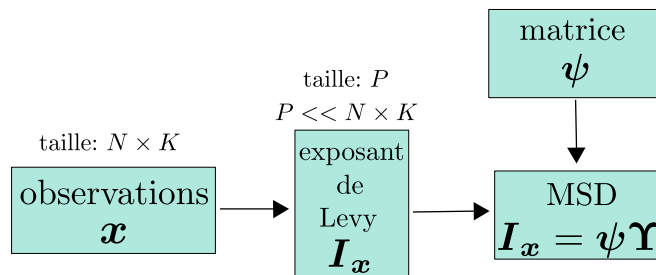 matrice
ψ
taille: P
P << N × K
taille: N × K
exposant
de
Levy
I_x
observations
x
MSD
I_x = ψΥ